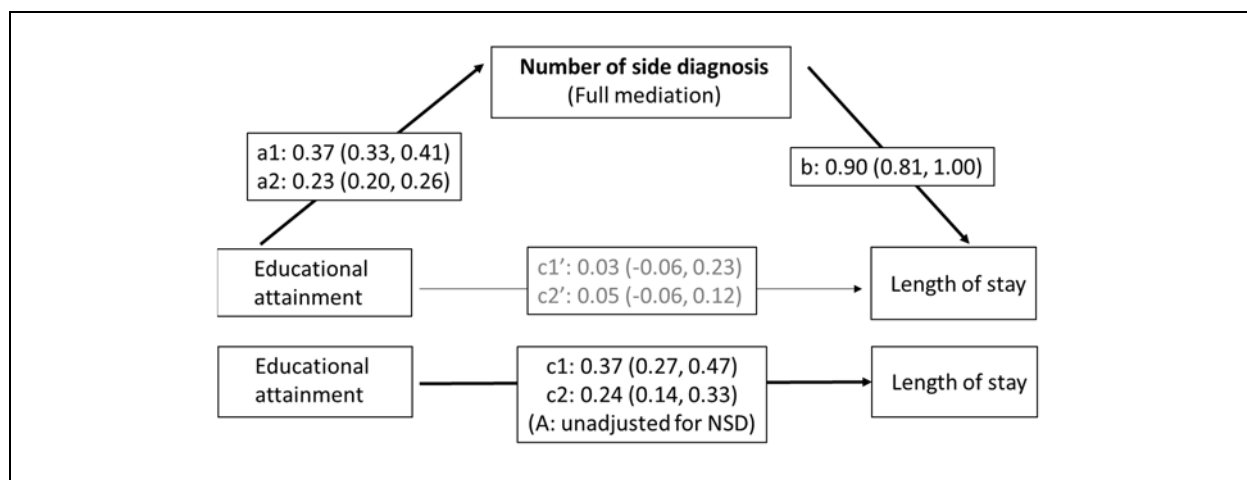 Number of side diagnosis
(Full mediation)
a1: 0.37 (0.33, 0.41)
a2: 0.23 (0.20, 0.26)
b: 0.90 (0.81, 1.00)
Educational
attainment
c1’: 0.03 (-0.06, 0.23)
c2’: 0.05 (-0.06, 0.12)
Length of stay
Educational
attainment
c1: 0.37 (0.27, 0.47)
c2: 0.24 (0.14, 0.33)
(A: unadjusted for NSD)
Length of stay